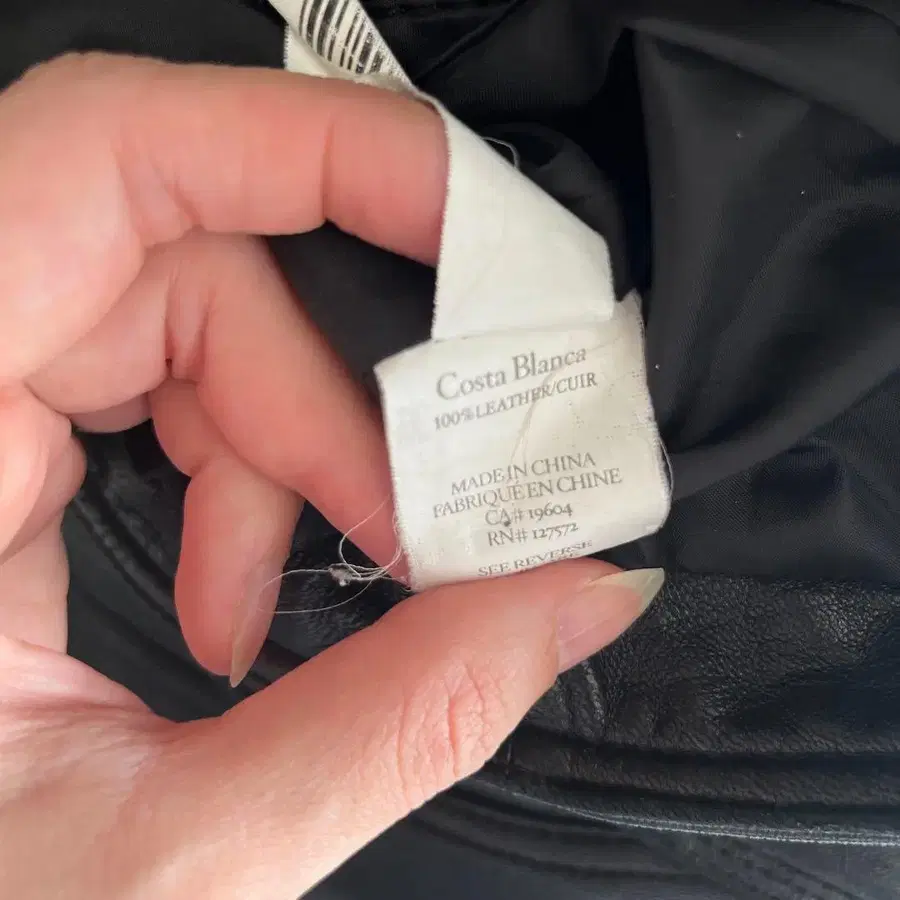 Costa Blanca
100% LEATHER/CUIR
MADE IN CHINA
FABRIQUÉ EN CHINE
CA# 19604
RN# 127572
SEE REVERSE